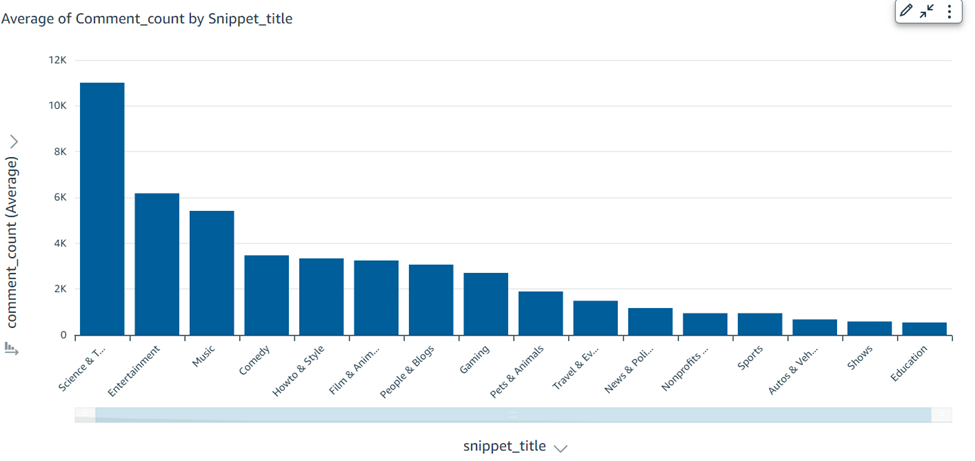 Average of Comment_count by Snippet_title
12K
10K
8K
6K
4K
2K
0
comment_count (Average)
Science & T...
Entertainment
Music
Comedy
Howto & Style
Film & Anim...
People & Blogs
Gaming
Pets & Animals
Travel & Ev...
News & Poli...
Nonprofits ...
Sports
Autos & Veh...
Shows
Education
snippet_title